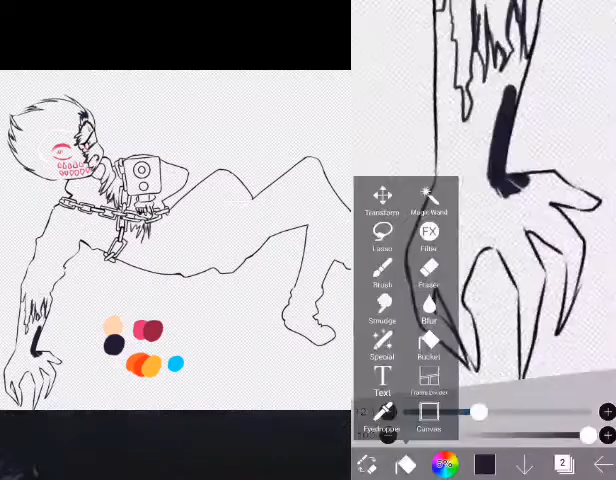 Transform Magic Wand
Lasso Filter
FX
Brush Eraser
Smudge Blur
Special Bucket
T
Text Frame Divider
Eyedropper Canvas
2